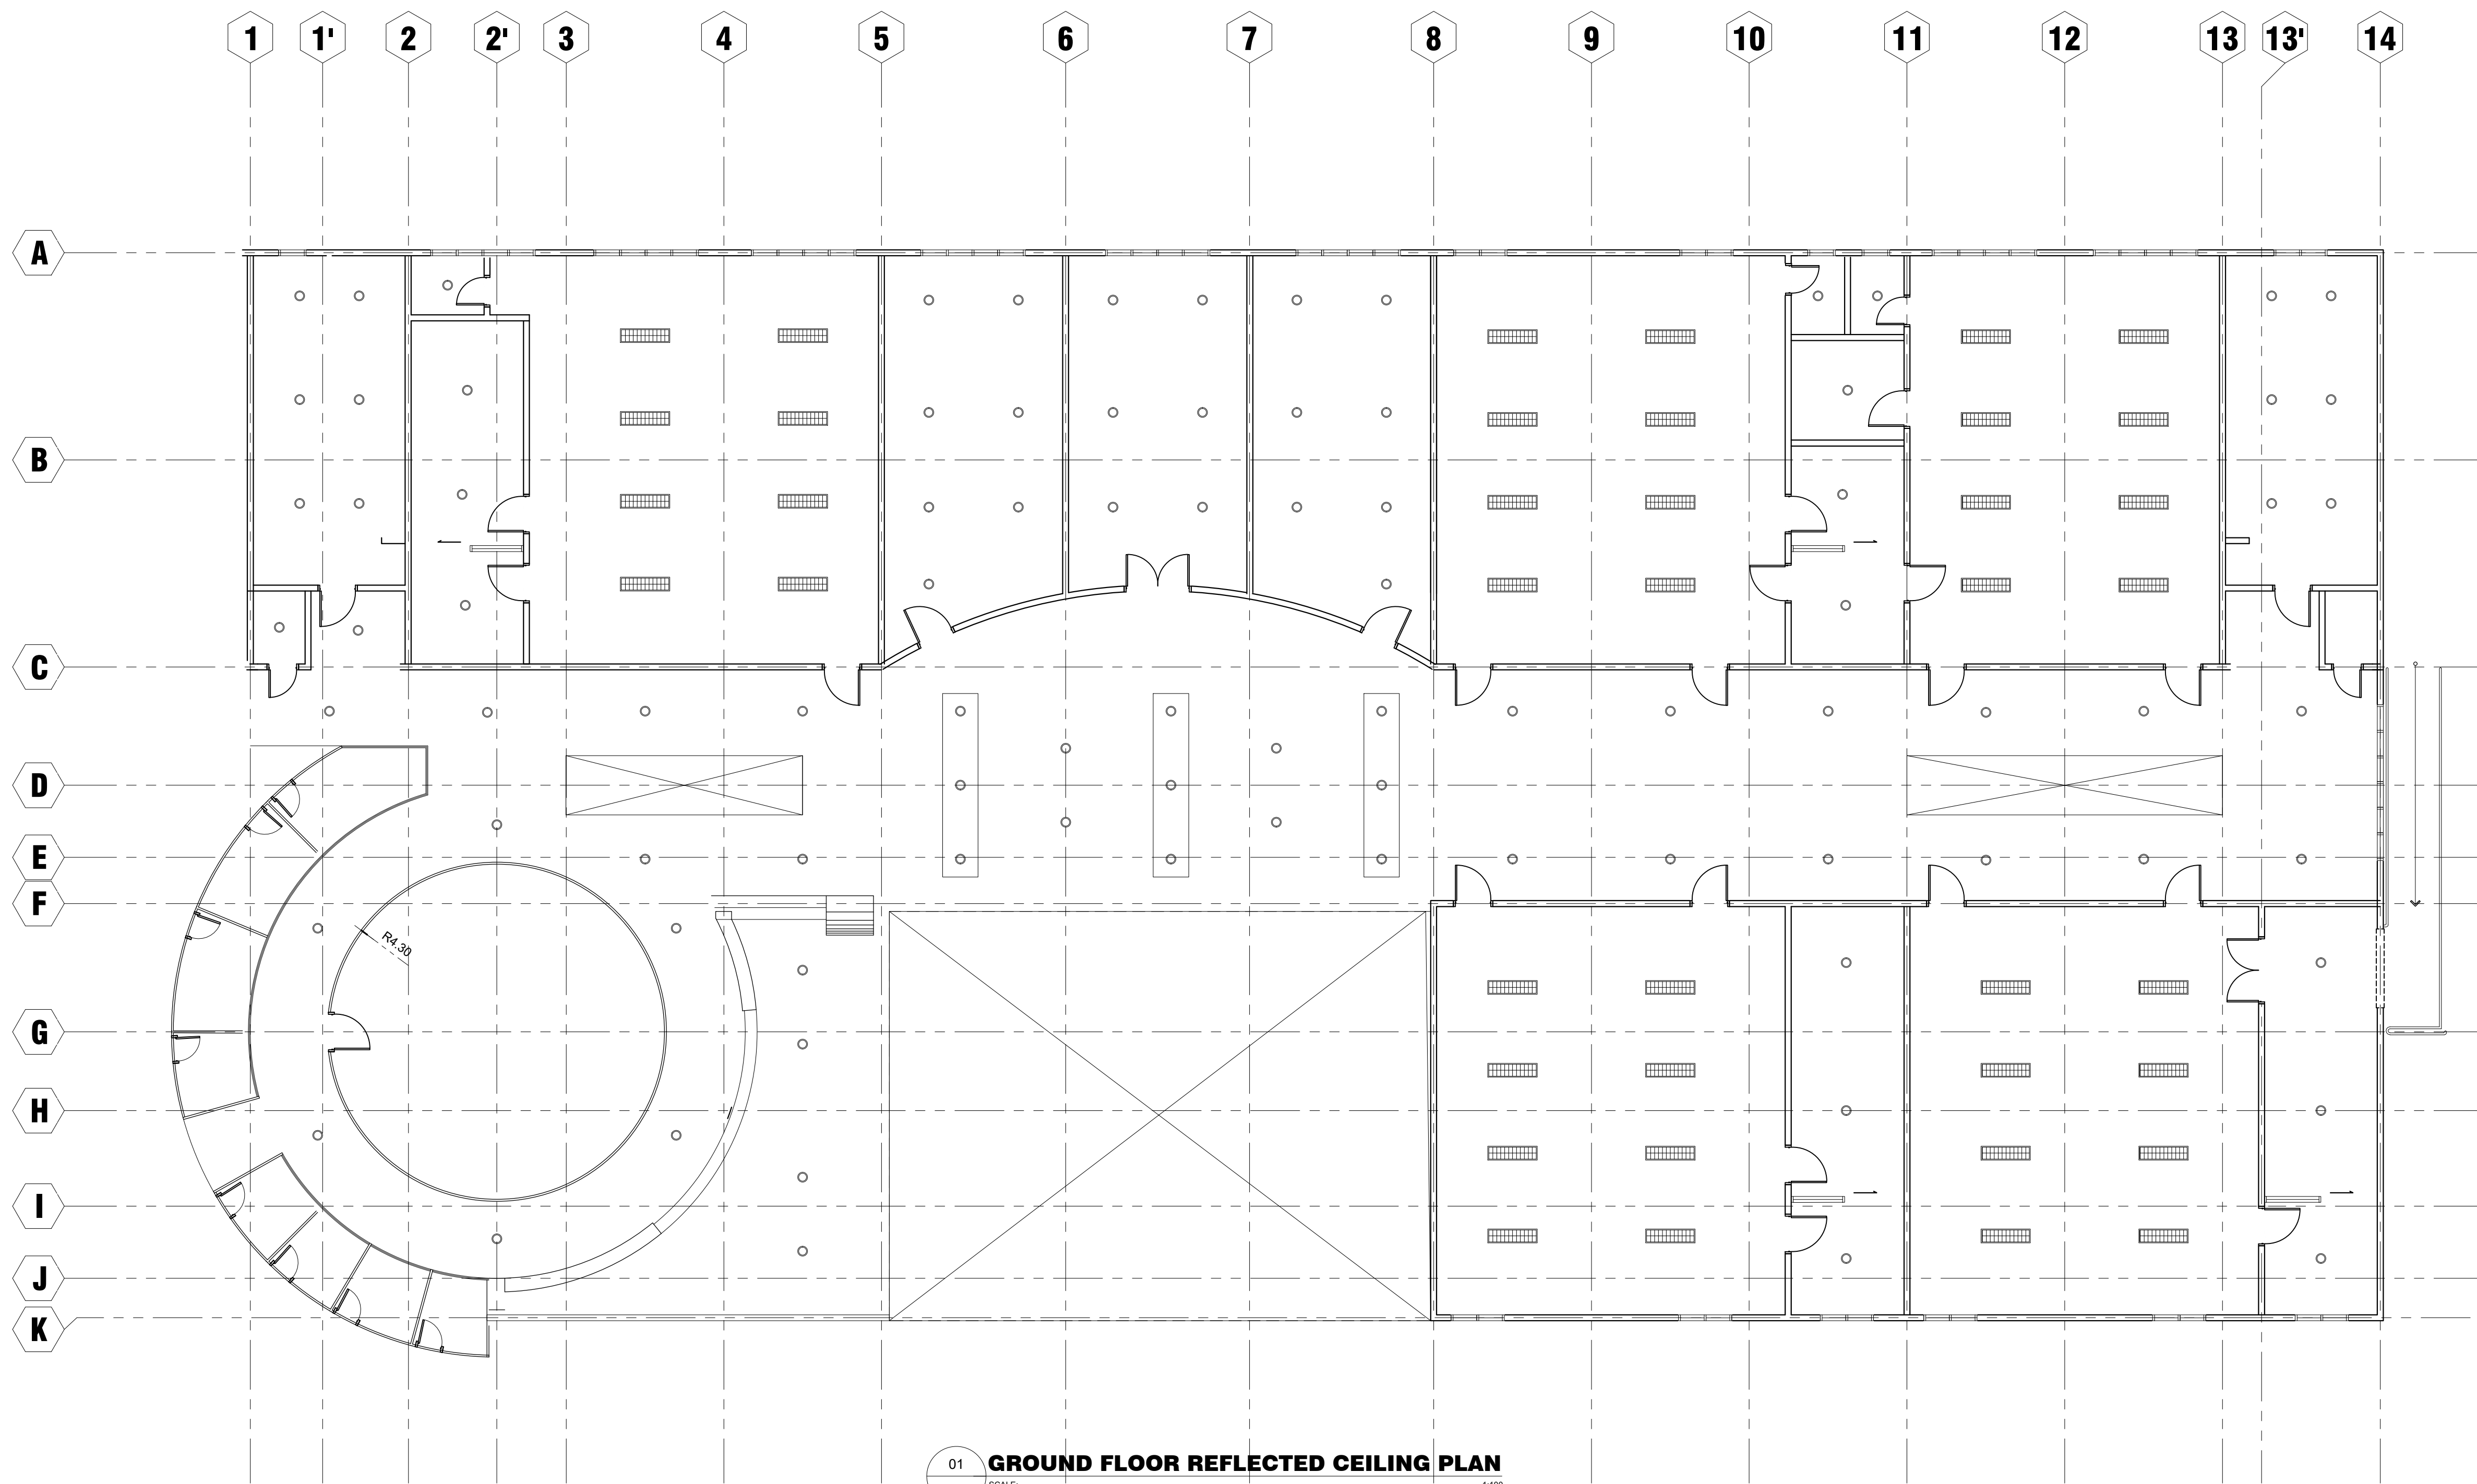 1 1' 2 2' 3 4 5 6 7 8 9 10 11 12 13 13' 14
A
B
C
D
E
F
R4.30
G
H
I
J
K
01 GROUND FLOOR REFLECTED CEILING PLAN